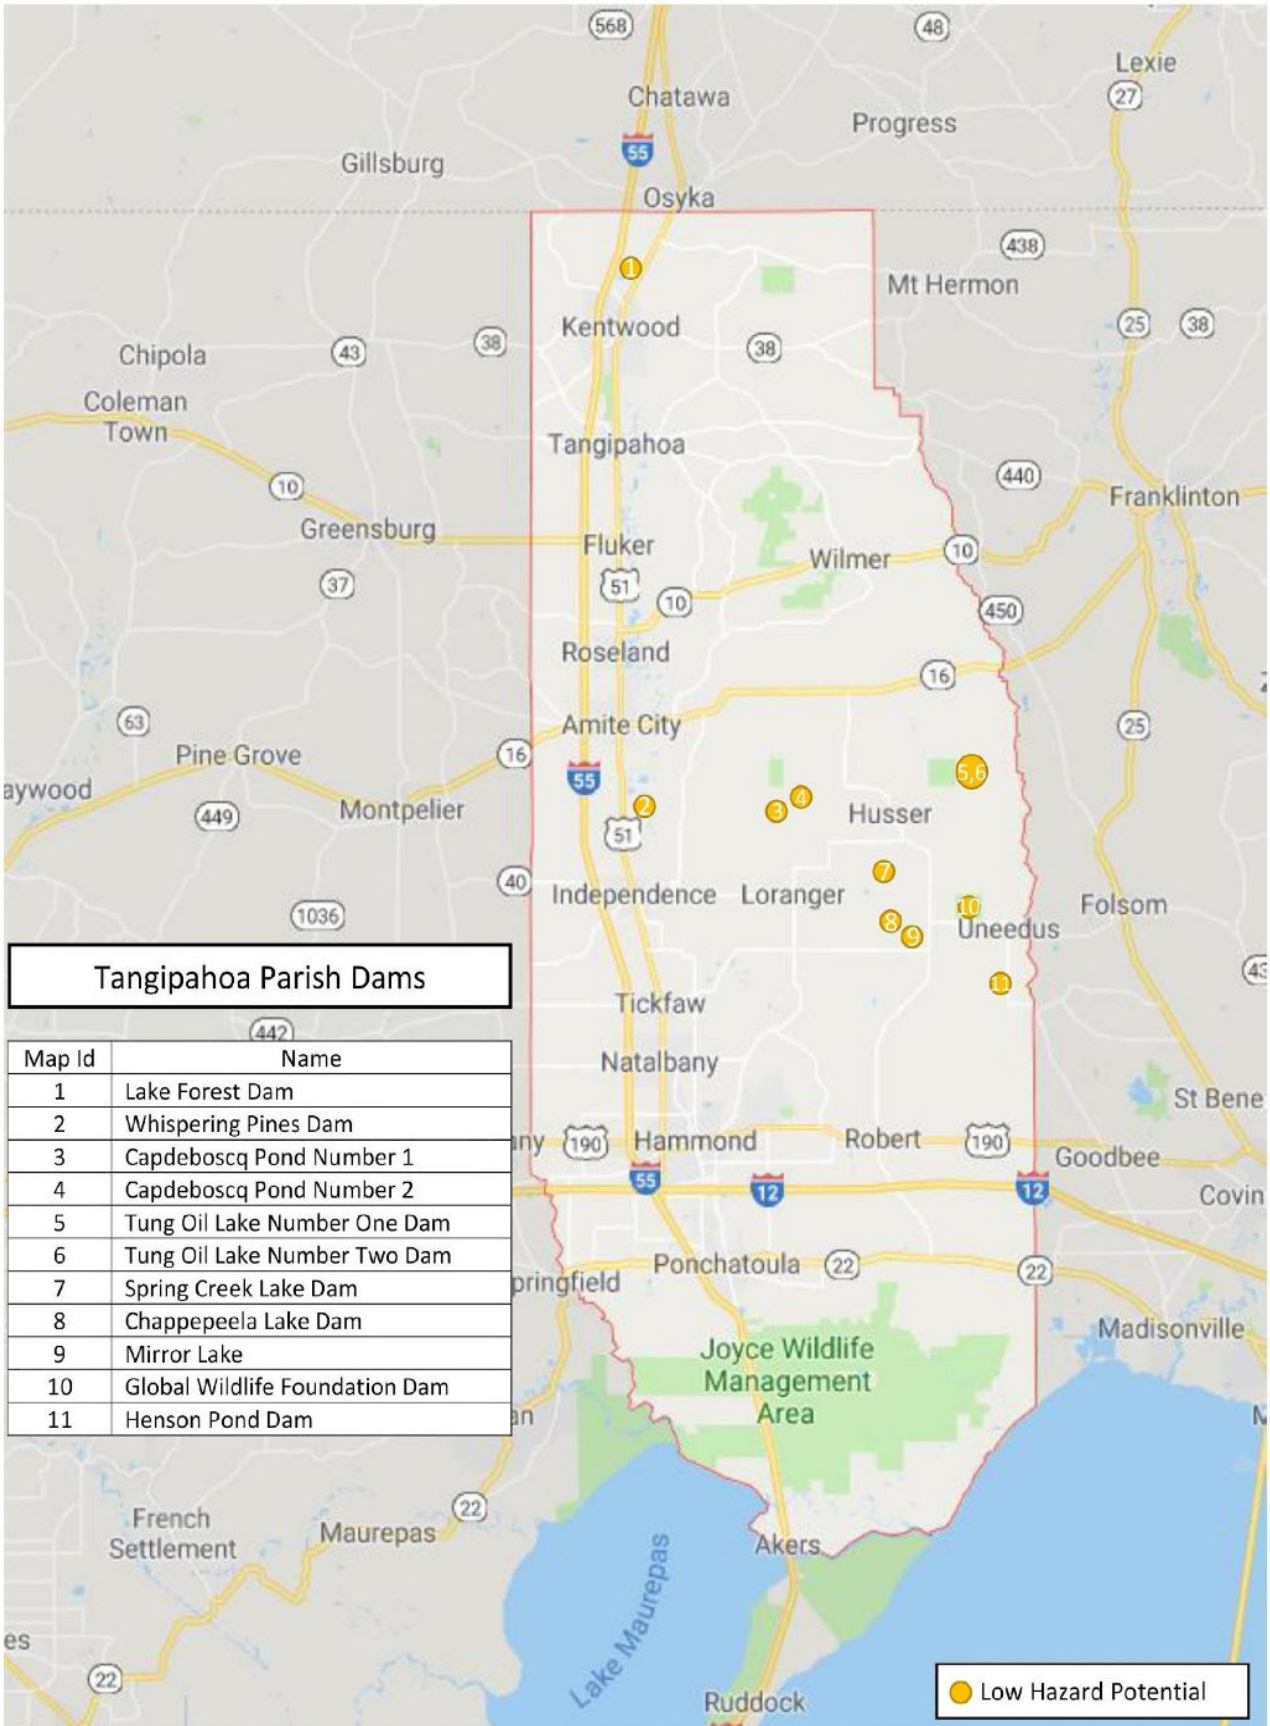 568
48
Lexie
27
Chatawa
Progress
55
Gillsburg
Osyka
438
1
Mt Hermon
Kentwood
25
38
38
38
43
Chipola
Coleman
Town
Tangipahoa
440
10
Franklinton
Greensburg
Fluker
Wilmer
10
37
51
10
450
Roseland
16
63
Amite City
25
Pine Grove
16
55
5,6
aywood
449
Montpelier
2
3
4
Husser
51
7
40
Independence
Loranger
10
Folsom
1036
8
9
Uneedus
Tangipahoa Parish Dams
43
11
Tickfaw
442
Natalbany
Map Id Name
1 Lake Forest Dam
2 Whispering Pines Dam
3 Capdeboscq Pond Number 1
4 Capdeboscq Pond Number 2
5 Tung Oil Lake Number One Dam
6 Tung Oil Lake Number Two Dam
7 Spring Creek Lake Dam
8 Chappepeela Lake Dam
9 Mirror Lake
10 Global Wildlife Foundation Dam
11 Henson Pond Dam
St Bene
any
190
Hammond
Robert
190
Goodbee
55
12
12
Covin
Ponchatoula
22
22
pringfield
Madisonville
Joyce Wildlife
Management
Area
an
M
22
French
Settlement
Maurepas
Akers
Lake Maurepas
es
22
Ruddock
Low Hazard Potential